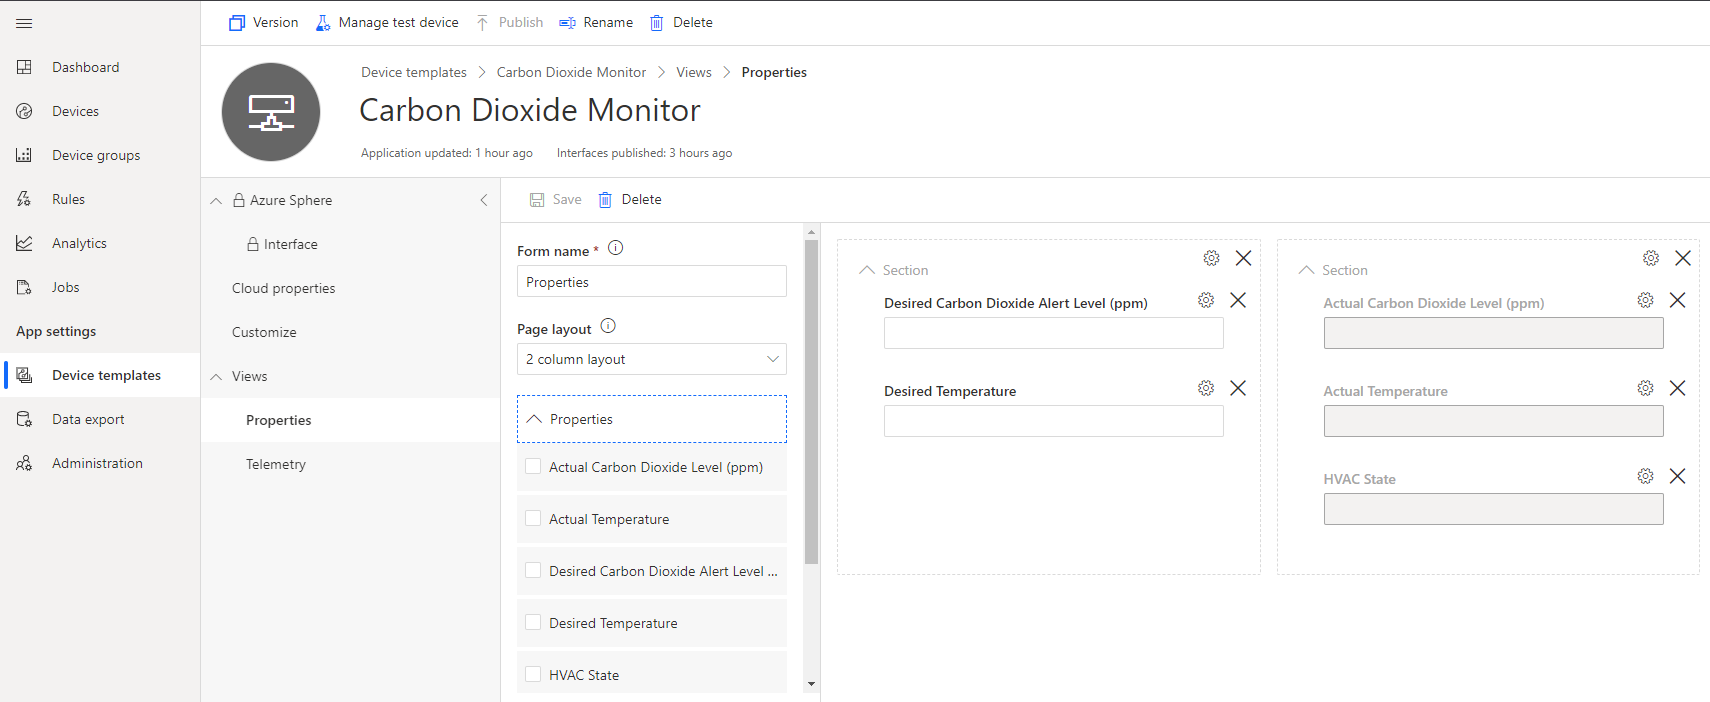 Version Manage test device Publish Rename Delete
Dashboard
Devices
Device groups
Rules
Analytics
Jobs
App settings
Device templates
Data export
Administration
Device templates Carbon Dioxide Monitor Views Properties
Carbon Dioxide Monitor
Application updated: 1 hour ago Interfaces published: 3 hours ago
Azure Sphere
Interface
Cloud properties
Customize
Views
Properties
Telemetry
Save Delete
Form name *
Properties
Page layout
2 column layout
Properties
Actual Carbon Dioxide Level (ppm)
Actual Temperature
Desired Carbon Dioxide Alert Level ...
Desired Temperature
HVAC State
Section
Desired Carbon Dioxide Alert Level (ppm)
Desired Temperature
Section
Actual Carbon Dioxide Level (ppm)
Actual Temperature
HVAC State